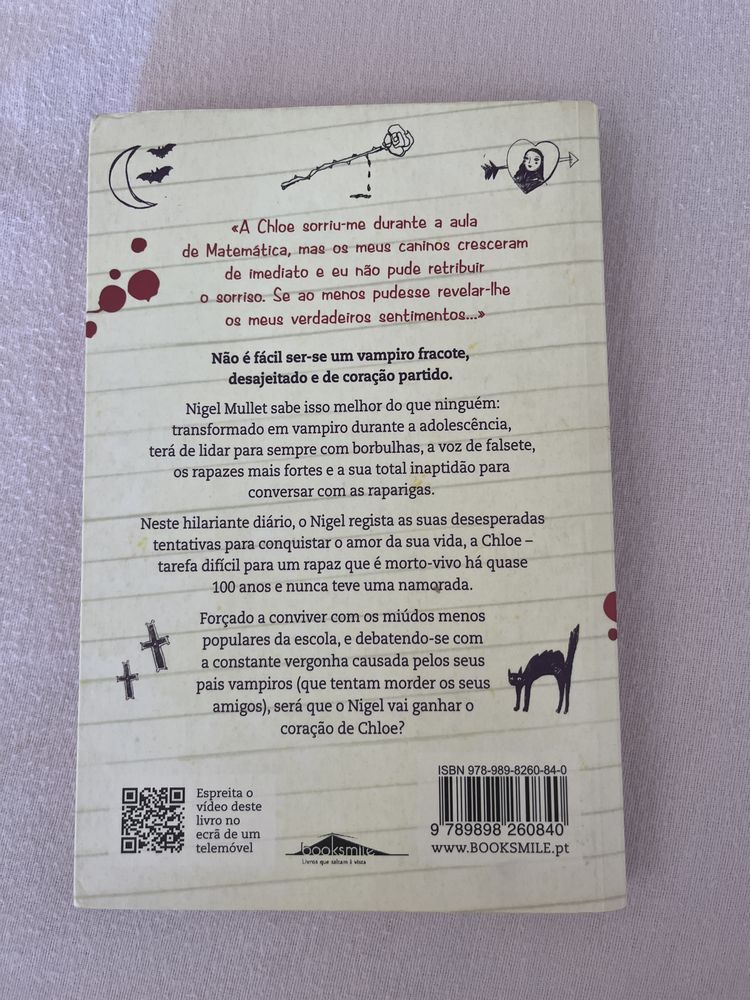 «A Chloe sorriu-me durante a aula
de Matemática, mas os meus caninos cresceram
de imediato e eu não pude retribuir
o sorriso. Se ao menos pudesse revelar-lhe
os meus verdadeiros sentimentos...»
Não é fácil ser-se um vampiro fracote,
desajeitado e de coração partido.
Nigel Mullet sabe isso melhor do que ninguém:
transformado em vampiro durante a adolescência,
terá de lidar para sempre com borbulhas, a voz de falsete,
os rapazes mais fortes e a sua total inaptidão para
conversar com as raparigas.
Neste hilariante diário, o Nigel regista as suas desesperadas
tentativas para conquistar o amor da sua vida, a Chloe –
tarefa difícil para um rapaz que é morto-vivo há quase
100 anos e nunca teve uma namorada.
Forçado a conviver com os miúdos menos
populares da escola, e debatendo-se com
a constante vergonha causada pelos seus
pais vampiros (que tentam morder os seus
amigos), será que o Nigel vai ganhar o
coração de Chloe?
Espreita o
vídeo deste
livro no
ecrã de um
telemóvel
booksmile
Livros que saltam à vista
ISBN 978-989-8260-84-0
9 789898 260840
WWW.BOOKSMILE.pt